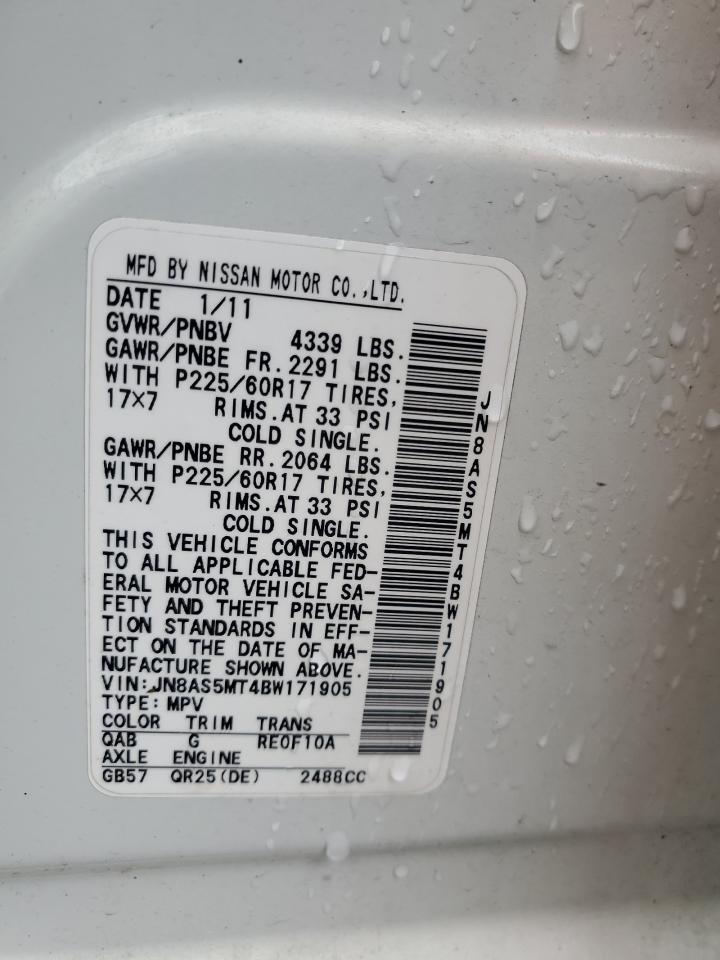 MFD BY NISSAN MOTOR CO.,LTD.
DATE 1/11
GVWR/PNBV 4339 LBS.
GAWR/PNBE FR.2291 LBS.
WITH P225/60R17 TIRES,
17×7 RIMS.AT 33 PSI
COLD SINGLE.
GAWR/PNBE RR.2064 LBS.
WITH P225/60R17 TIRES,
17×7 RIMS.AT 33 PSI
COLD SINGLE.
THIS VEHICLE CONFORMS
TO ALL APPLICABLE FED-
ERAL MOTOR VEHICLE SA-
FETY AND THEFT PREVEN-
TION STANDARDS IN EFF-
ECT ON THE DATE OF MA-
NUFACTURE SHOWN ABOVE.
VIN:JN8AS5MT4BW171905
TYPE:MPV
COLOR TRIM TRANS
QAB G RE0F10A
AXLE ENGINE
GB57 QR25(DE) 2488CC
JN8AS5MT4BW171905